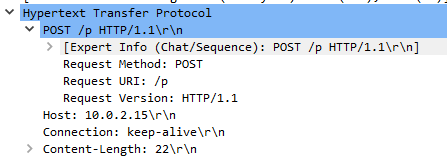 Hypertext Transfer Protocol
POST /p HTTP/1.1\r\n
[Expert Info (Chat/Sequence): POST /p HTTP/1.1\r\n]
Request Method: POST
Request URI: /p
Request Version: HTTP/1.1
Host: 10.0.2.15\r\n
Connection: keep-alive\r\n
Content-Length: 22\r\n